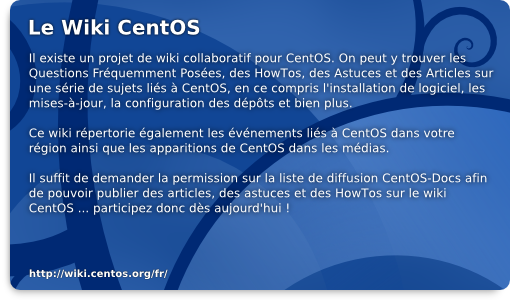 Le Wiki CentOS
Il existe un projet de wiki collaboratif pour CentOS. On peut y trouver les
Questions Fréquemment Posées, des HowTos, des Astuces et des Articles sur
une série de sujets liés à CentOS, en ce compris l'installation de logiciel, les
mises-à-jour, la configuration des dépôts et bien plus.
Ce wiki répertorie également les événements liés à CentOS dans votre
région ainsi que les apparitions de CentOS dans les médias.
Il suffit de demander la permission sur la liste de diffusion CentOS-Docs afin
de pouvoir publier des articles, des astuces et des HowTos sur le wiki
CentOS ... participez donc dès aujourd'hui !
http://wiki.centos.org/fr/